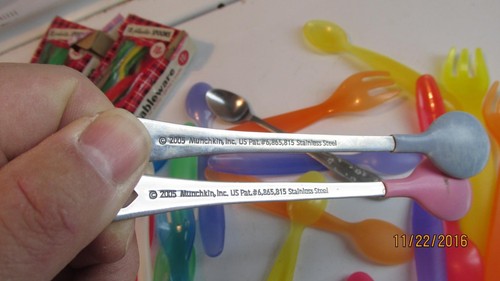 © 2005 Munchkin, Inc. US Pat.#6,865,815 Stainless Steel
© 2005 Munchkin, Inc. US Pat.#6,865,815 Stainless Steel
11/22/2016